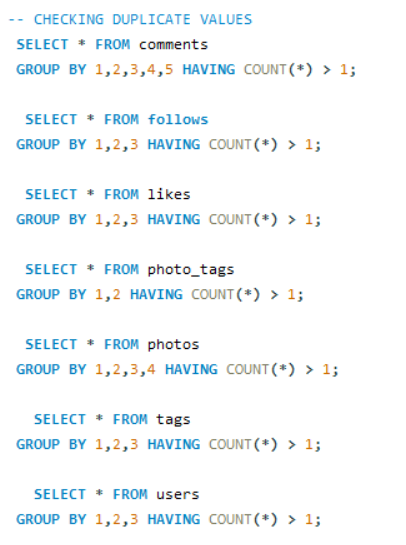 -- CHECKING DUPLICATE VALUES
SELECT * FROM comments
GROUP BY 1,2,3,4,5 HAVING COUNT(*) > 1;
SELECT * FROM follows
GROUP BY 1,2,3 HAVING COUNT(*) > 1;
SELECT * FROM likes
GROUP BY 1,2,3 HAVING COUNT(*) > 1;
SELECT * FROM photo_tags
GROUP BY 1,2 HAVING COUNT(*) > 1;
SELECT * FROM photos
GROUP BY 1,2,3,4 HAVING COUNT(*) > 1;
SELECT * FROM tags
GROUP BY 1,2,3 HAVING COUNT(*) > 1;
SELECT * FROM users
GROUP BY 1,2,3 HAVING COUNT(*) > 1;